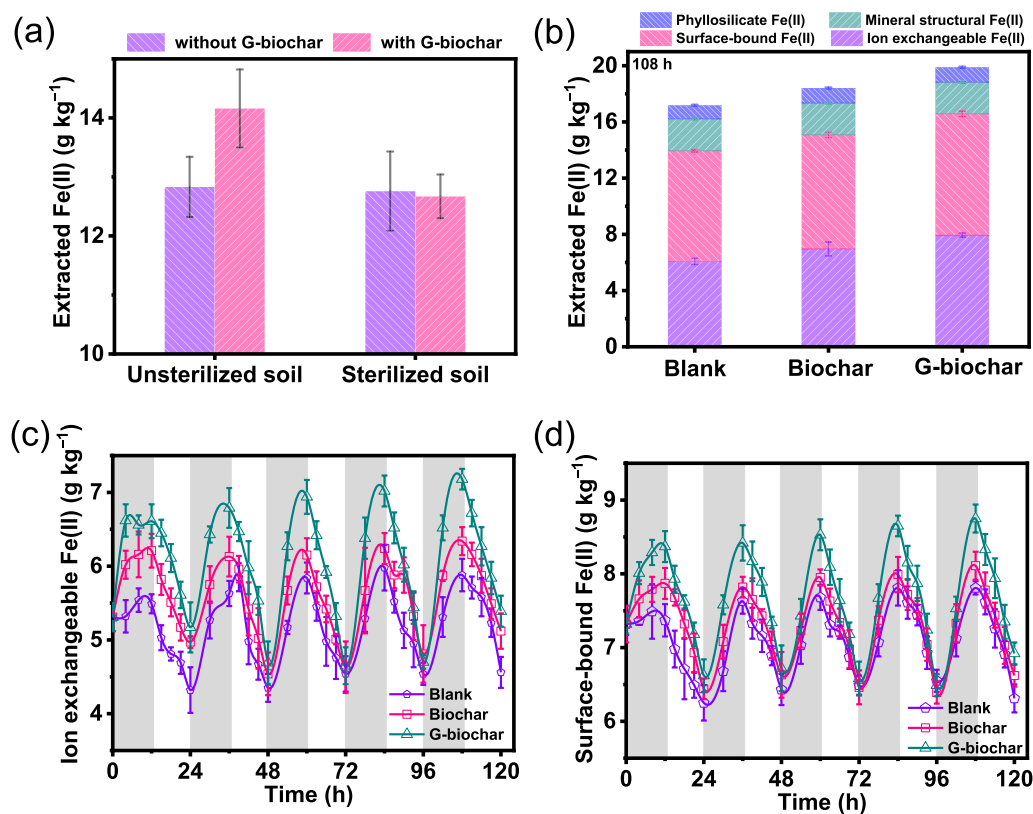 (a)
without G-biochar
with G-biochar
Extracted Fe(II) (g kg⁻¹)
14
12
10
Unsterilized soil
Sterilized soil
(b)
Phyllosilicate Fe(II)
Mineral structural Fe(II)
Surface-bound Fe(II)
Ion exchangeable Fe(II)
108 h
Extracted Fe(II) (g kg⁻¹)
20
16
12
8
4
0
Blank
Biochar
G-biochar
(c)
Ion exchangeable Fe(II) (g kg⁻¹)
7
6
5
4
Blank
Biochar
G-biochar
0 24 48 72 96 120
Time (h)
(d)
Surface-bound Fe(II) (g kg⁻¹)
9
8
7
6
Blank
Biochar
G-biochar
0 24 48 72 96 120
Time (h)